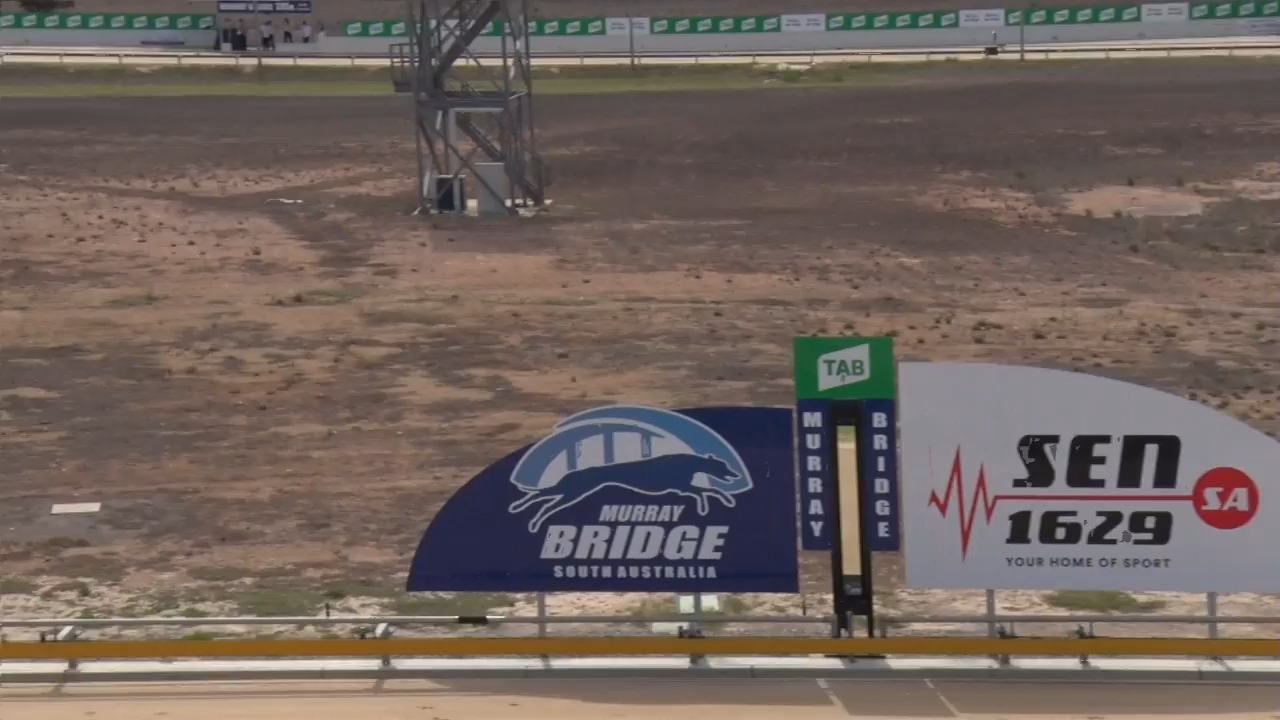 TAB
MURRAY
BRIDGE
MURRAY
BRIDGE
SOUTH AUSTRALIA
SEN
SA
1629
YOUR HOME OF SPORT